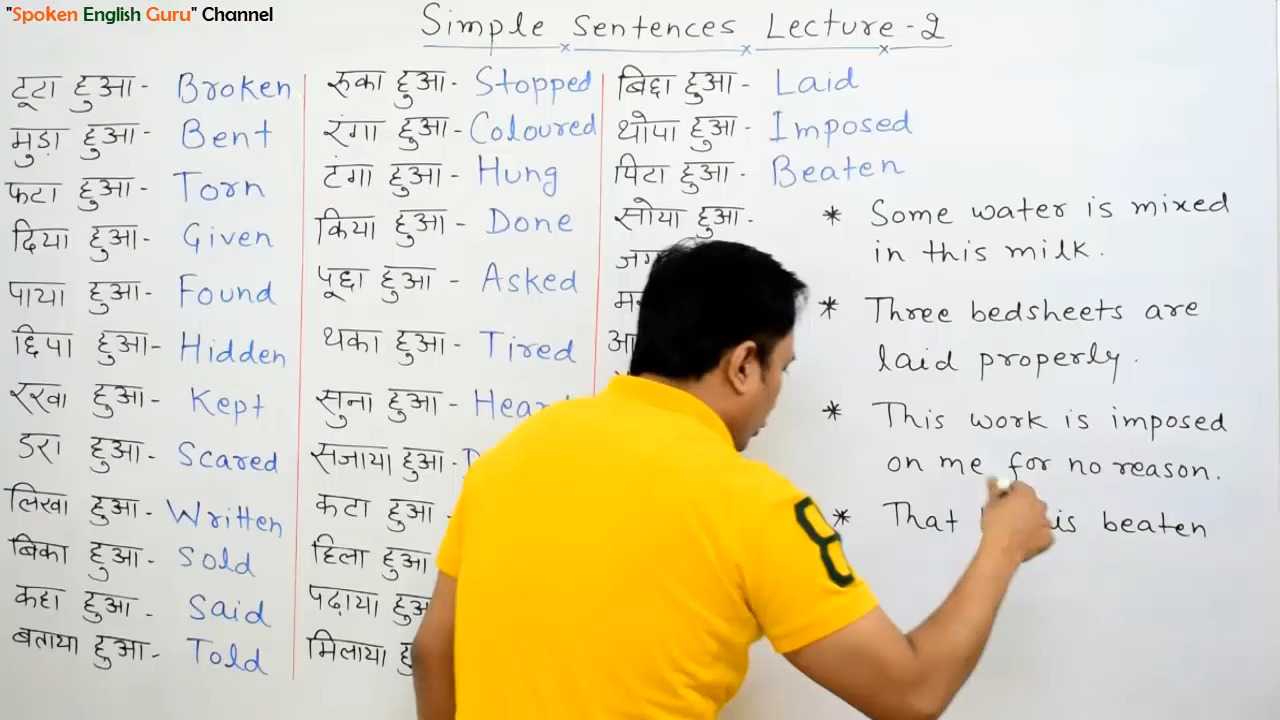 "Spoken English Guru" Channel
Simple Sentences Lecture-2
टूटा हुआ- Broken
मुड़ा हुआ- Bent
फटा हुआ- Torn
दिया हुआ- Given
पाया हुआ- Found
छिपा हुआ- Hidden
रखा हुआ- Kept
डरा हुआ- Scared
लिखा हुआ- Written
बिका हुआ- Sold
कहा हुआ- Said
बताया हुआ- Told
रुका हुआ- Stopped
रंगा हुआ- Coloured
टंगा हुआ- Hung
किया हुआ- Done
पूछा हुआ- Asked
थका हुआ- Tired
सुना हुआ-
सजाया हुआ-
कटा हुआ-
हिला हुआ
पढ़ाया
मिलाया
बिछा हुआ- Laid
थोपा हुआ- Imposed
पिटा हुआ- Beaten
सोया हुआ-
* Some water is mixed
in this milk.
* Three bedsheets are
laid properly.
* This work is imposed
on me for no reason.
* That is beaten